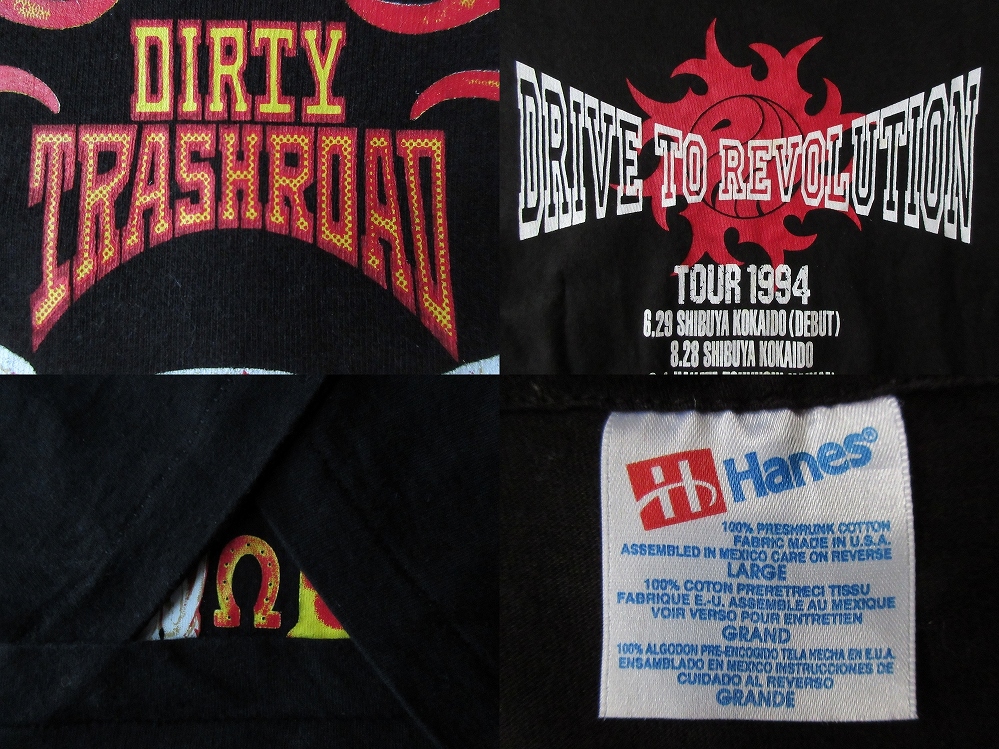 DIRTY
TRASHROAD
DRIVE TO REVOLUTION
TOUR 1994
6.29 SHIBUYA KOKAIDO (DEBUT)
8.28 SHIBUYA KOKAIDO
Hanes®
100% PRESHRUNK COTTON
FABRIC MADE IN U.S.A.
ASSEMBLED IN MEXICO CARE ON REVERSE
LARGE
100% COTON PRERETRECI TISSU
FABRIQUE E.-U. ASSEMBLE AU MEXIQUE
VOIR VERSO POUR ENTRETIEN
GRAND
100% ALGODON PRE-ENCOGIDO TELA HECHA EN E.U.A.
ENSAMBLADO EN MEXICO INSTRUCCIONES DE
CUIDADO AL REVERSO
GRANDE